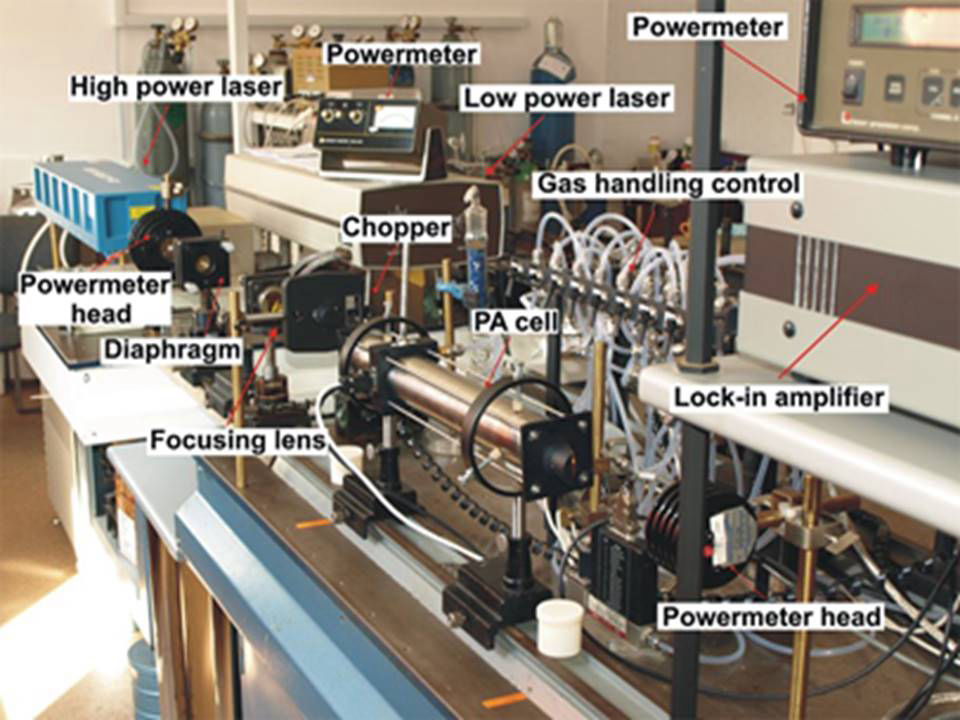 Powermeter
Powermeter
High power laser
Low power laser
Gas handling control
Chopper
Powermeter
head
PA cell
Diaphragm
Lock-in amplifier
Focusing lens
Powermeter head